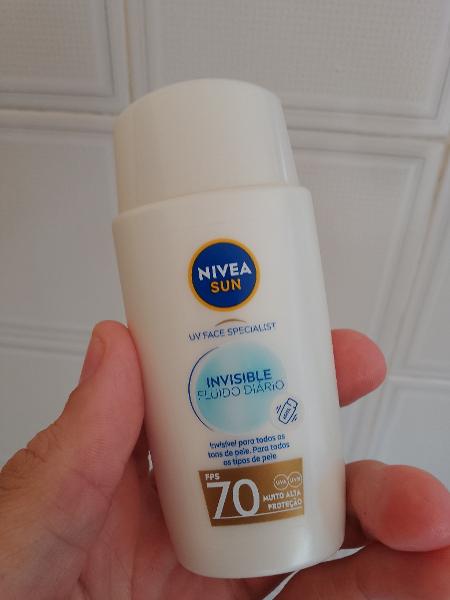 NIVEA
SUN
UV FACE SPECIALIST
INVISIBLE
FLUIDO DIÁRIO
Invisível para todos os
tons de pele. Para todos
os tipos de pele
FPS
70
UVA UVB
MUITO ALTA
PROTEÇÃO